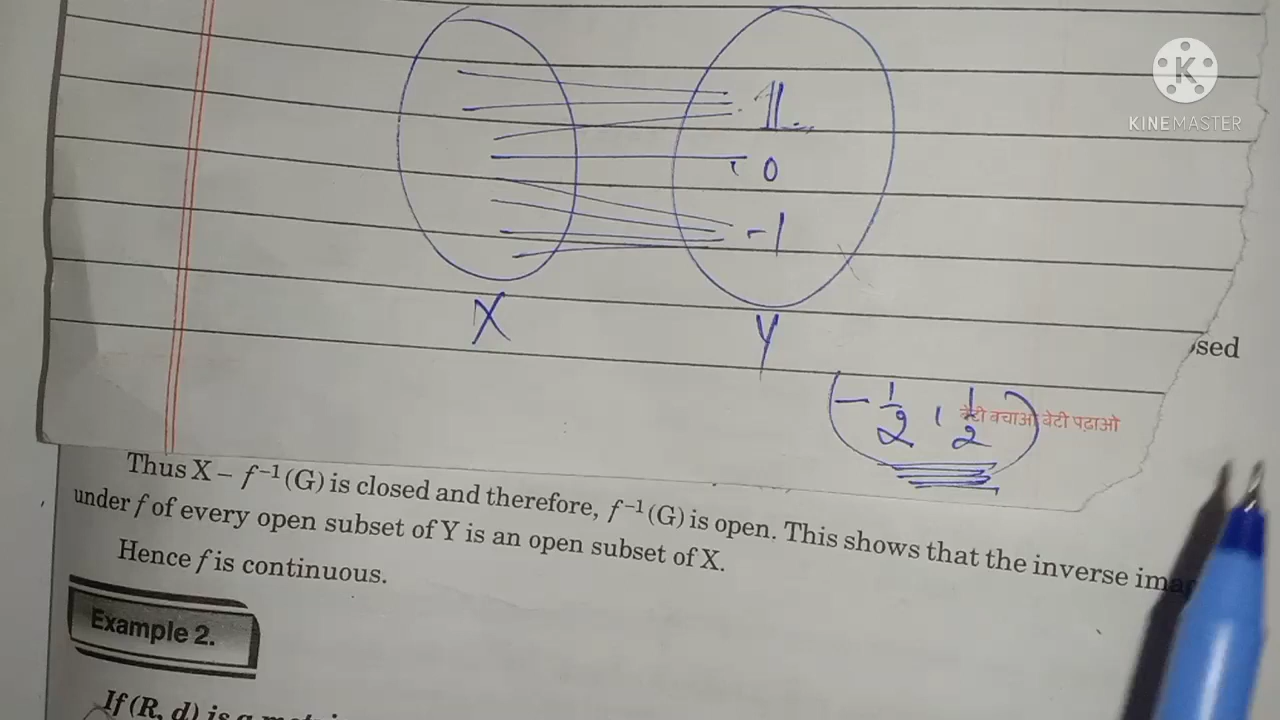 K
KINEMASTER
1
0
-1
X
Y
sed
(-1/2, 1/2)
बेटी बचाओ बेटी पढ़ाओ
Thus X – f⁻¹(G) is closed and therefore, f⁻¹(G) is open. This shows that the inverse
under f of every open subset of Y is an open subset of X.
Hence f is continuous.
Example 2.
If (R, d) is a